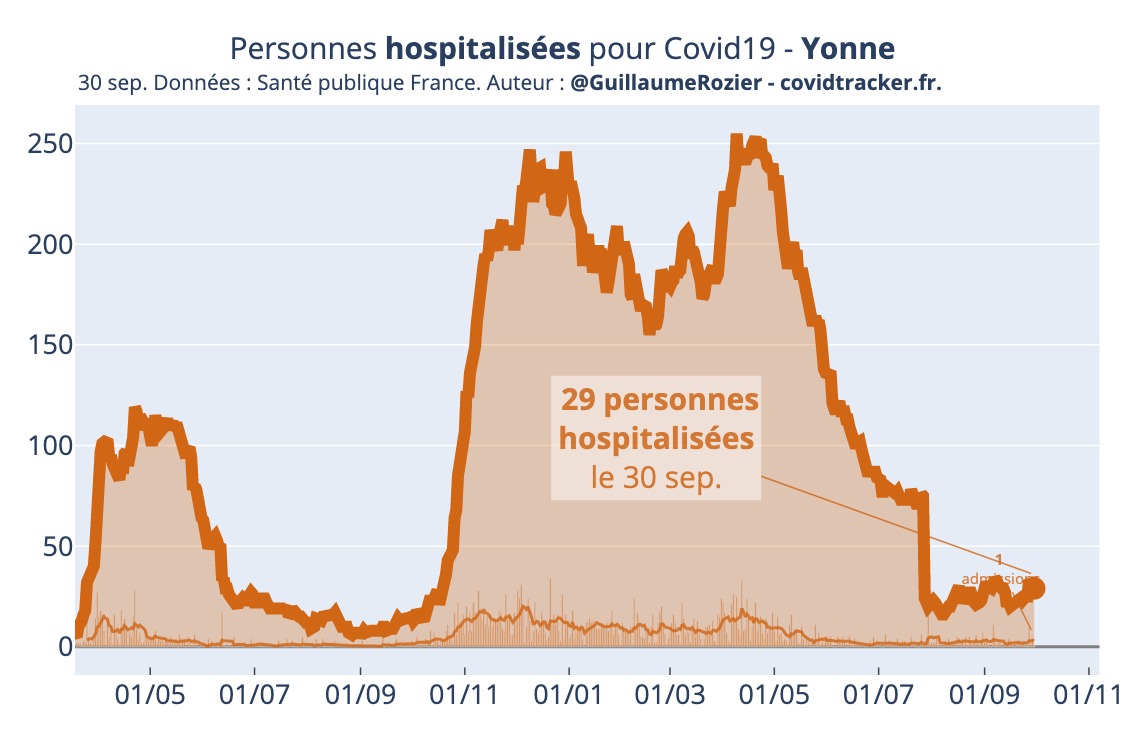 Personnes hospitalisées pour Covid19 - Yonne
30 sep. Données : Santé publique France. Auteur : @GuillaumeRozier - covidtracker.fr.
250
200
150
100
50
0
29 personnes
hospitalisées
le 30 sep.
1
admissions
01/05
01/07
01/09
01/11
01/01
01/03
01/05
01/07
01/09
01/11